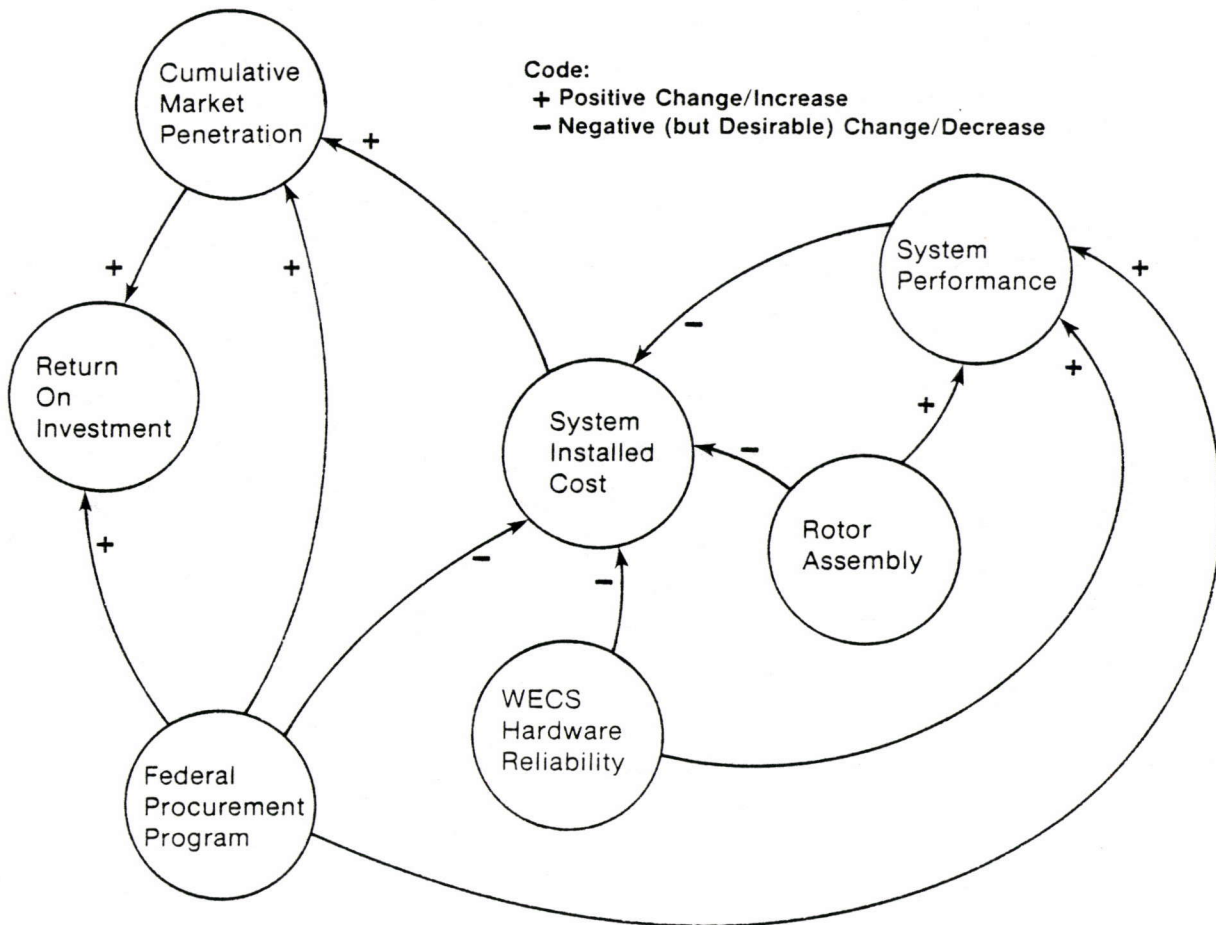 Cumulative
Market
Penetration
Code:
+ Positive Change/Increase
− Negative (but Desirable) Change/Decrease
+
System
Performance
+
+
+
Return
On
Investment
−
+
+
System
Installed
Cost
−
Rotor
Assembly
+
−
−
WECS
Hardware
Reliability
Federal
Procurement
Program